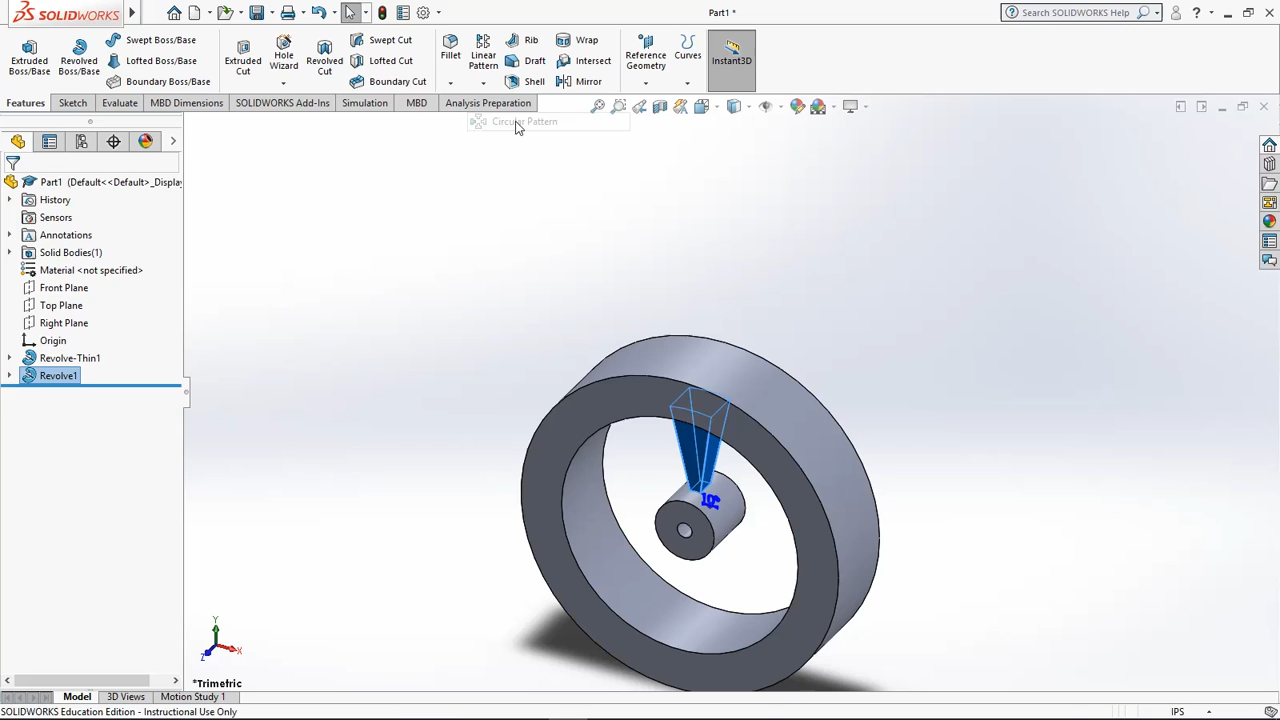 SOLIDWORKS
Part1 *
Search SOLIDWORKS Help
Extruded Boss/Base
Revolved Boss/Base
Swept Boss/Base
Lofted Boss/Base
Boundary Boss/Base
Extruded Cut
Hole Wizard
Revolved Cut
Swept Cut
Lofted Cut
Boundary Cut
Fillet
Linear Pattern
Rib
Draft
Shell
Wrap
Intersect
Mirror
Reference Geometry
Curves
Instant3D
Features
Sketch
Evaluate
MBD Dimensions
SOLIDWORKS Add-Ins
Simulation
MBD
Analysis Preparation
Circular Pattern
Part1 (Default<<Default>_Displa
History
Sensors
Annotations
Solid Bodies(1)
Material <not specified>
Front Plane
Top Plane
Right Plane
Origin
Revolve-Thin1
Revolve1
Y
X
Z
*Trimetric
Model
3D Views
Motion Study 1
SOLIDWORKS Education Edition - Instructional Use Only
IPS